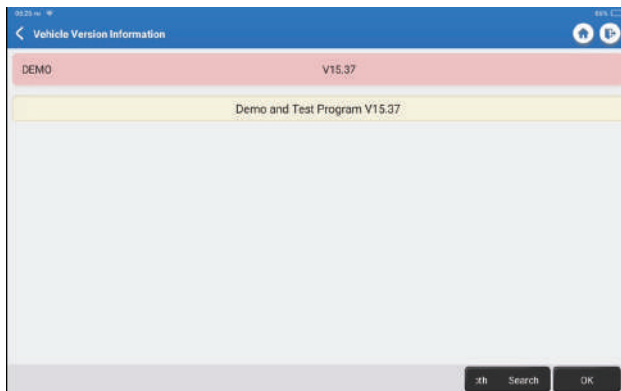 Vehicle Version Information
DEMO V15.37
Demo and Test Program V15.37
Search OK